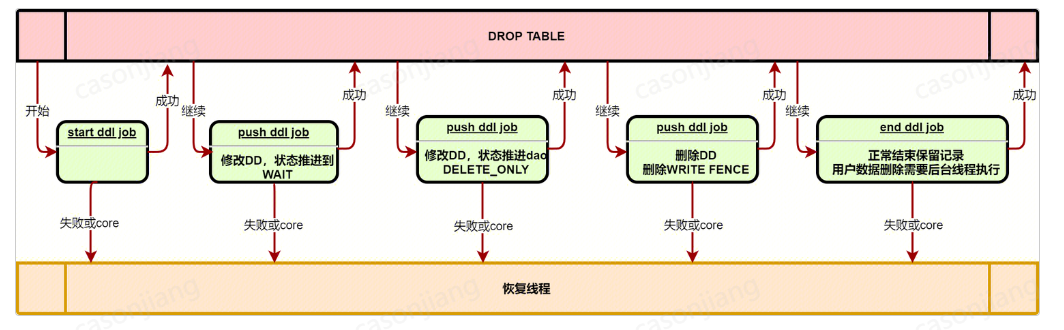 DROP TABLE
开始
成功
继续
成功
继续
成功
继续
成功
继续
成功
start ddl job
push ddl job
修改DD，状态推进到
WAIT
push ddl job
修改DD，状态推进dao
DELETE_ONLY
push ddl job
删除DD
删除WRITE FENCE
end ddl job
正常结束保留记录
用户数据删除需要后台线程执行
失败或core
失败或core
失败或core
失败或core
失败或core
恢复线程
casonjiang
casonjiang
casonjiang
casonjiang
casonjiang
casonjiang